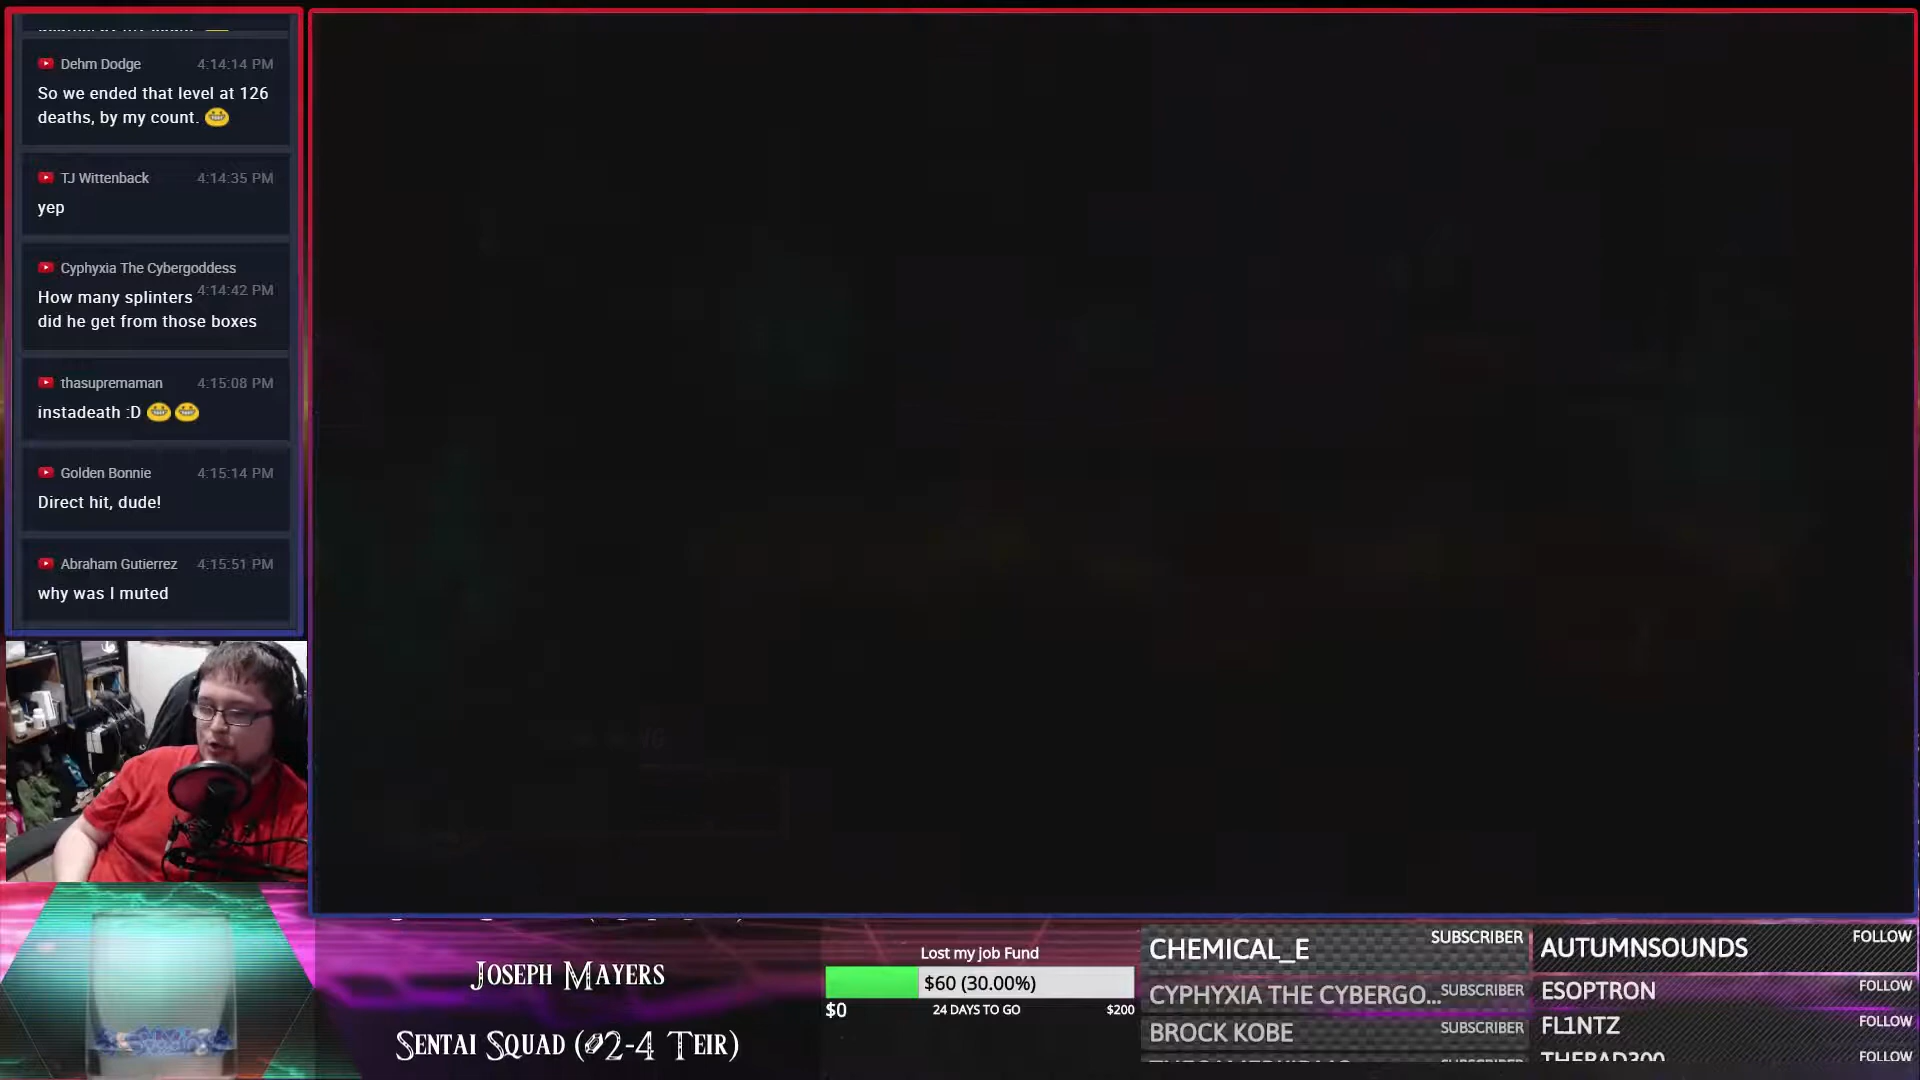 Dehm Dodge 4:14:14 PM
So we ended that level at 126
deaths, by my count.
TJ Wittenback 4:14:35 PM
yep
Cyphyxia The Cybergoddess
4:14:42 PM
How many splinters
did he get from those boxes
thasupremaman 4:15:08 PM
instadeath :D
Golden Bonnie 4:15:14 PM
Direct hit, dude!
Abraham Gutierrez 4:15:51 PM
why was I muted
Joseph Mayers
Sentai Squad (#2-4 Teir)
Lost my job Fund
$60 (30.00%)
$0 24 DAYS TO GO $200
CHEMICAL_E SUBSCRIBER
CYPHYXIA THE CYBERGO... SUBSCRIBER
BROCK KOBE SUBSCRIBER
AUTUMNSOUNDS FOLLOW
ESOPTRON FOLLOW
FL1NTZ FOLLOW
THEBAD300 FOLLOW